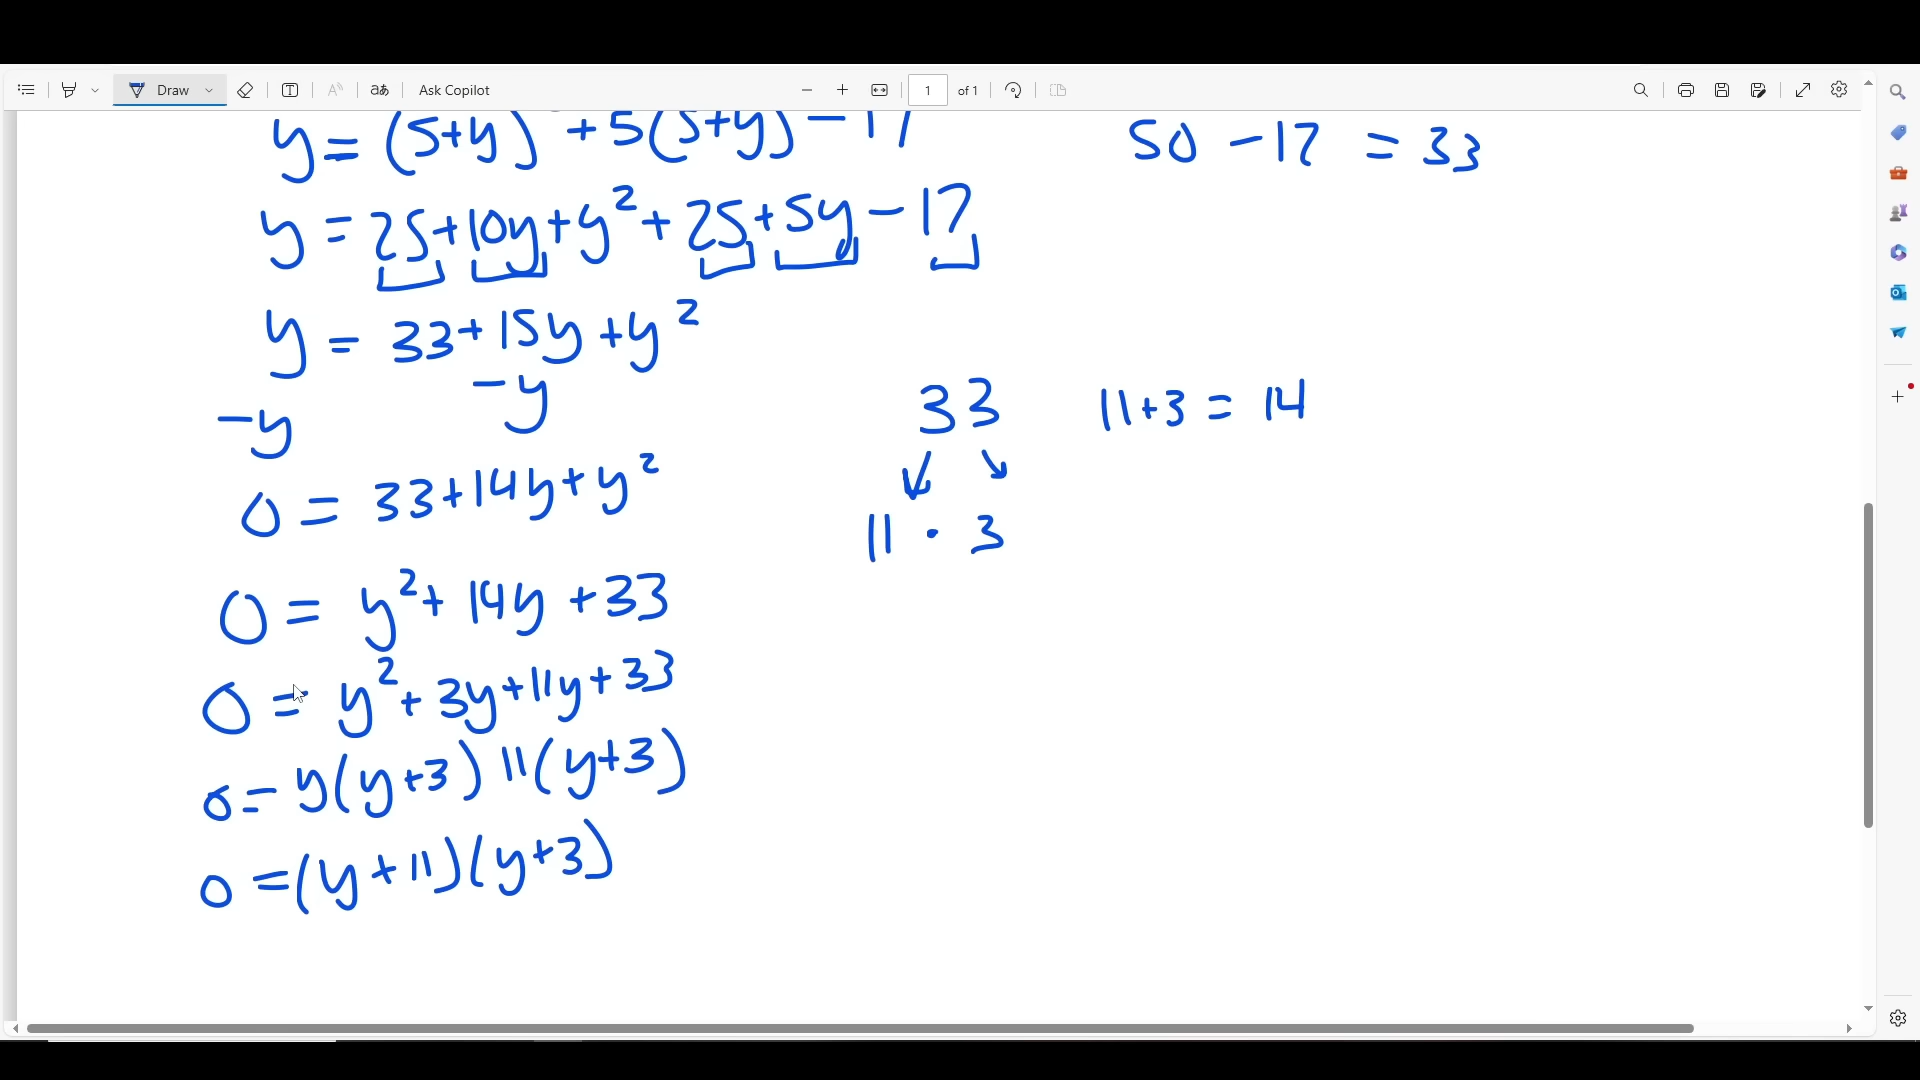 Draw
Ask Copilot
1 of 1
y = (5+y) + 5(5+y) - 17
50 - 17 = 33
y = 25 + 10y + y² + 25 + 5y - 17
y = 33 + 15y + y²
-y -y
33 11+3 = 14
0 = 33 + 14y + y²
11 · 3
0 = y² + 14y + 33
0 = y² + 3y + 11y + 33
0 = y(y+3) 11(y+3)
0 = (y+11)(y+3)